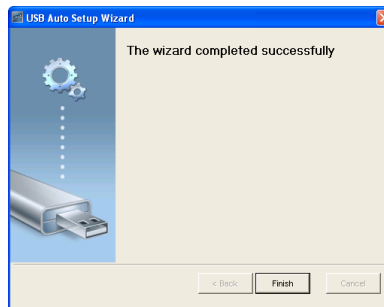 USB Auto Setup Wizard
The wizard completed successfully
< Back
Finish
Cancel